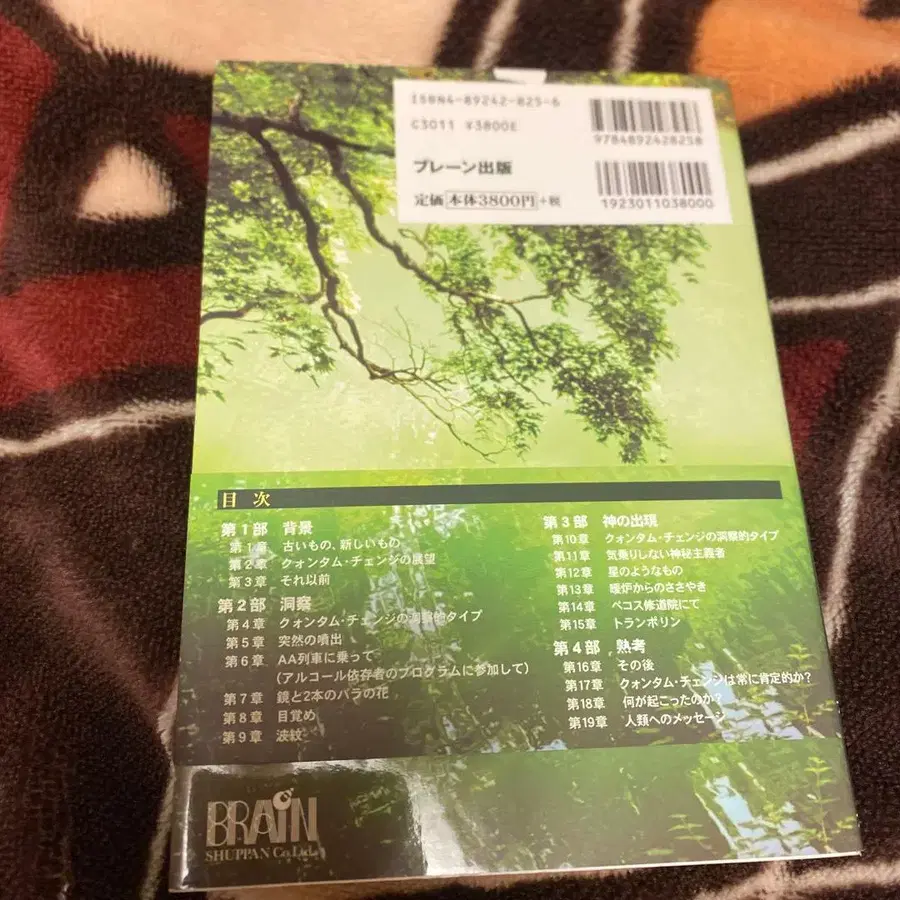 ISBN4-89242-825-6
C3011 ¥3800E
ブレーン出版
定価 本体3800円 +税
9784892428258
1923011038000
目次
第1部 背景
第1章 古いもの、新しいもの
第2章 クォンタム・チェンジの展望
第3章 それ以前
第2部 洞察
第4章 クォンタム・チェンジの洞察的タイプ
第5章 突然の噴出
第6章 AA列車に乗って
(アルコール依存者のプログラムに参加して)
第7章 鏡と2本のバラの花
第8章 目覚め
第9章 波紋
第3部 神の出現
第10章 クォンタム・チェンジの洞察的タイプ
第11章 気乗りしない神秘主義者
第12章 星のようなもの
第13章 暖炉からのささやき
第14章 ペコス修道院にて
第15章 トランポリン
第4部 熟考
第16章 その後
第17章 クォンタム・チェンジは常に肯定的か?
第18章 何が起こったのか?
第19章 人類へのメッセージ
BRAIN
SHUPPAN Co.Ltd.